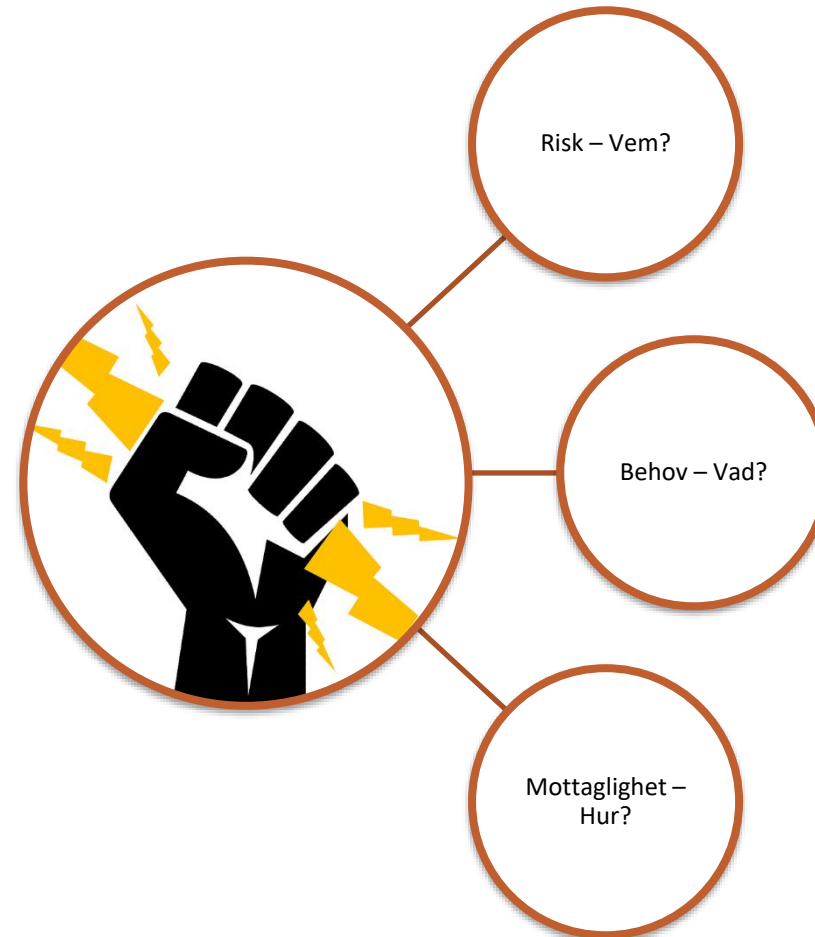 Risk – Vem?
Behov – Vad?
Mottaglighet –
Hur?